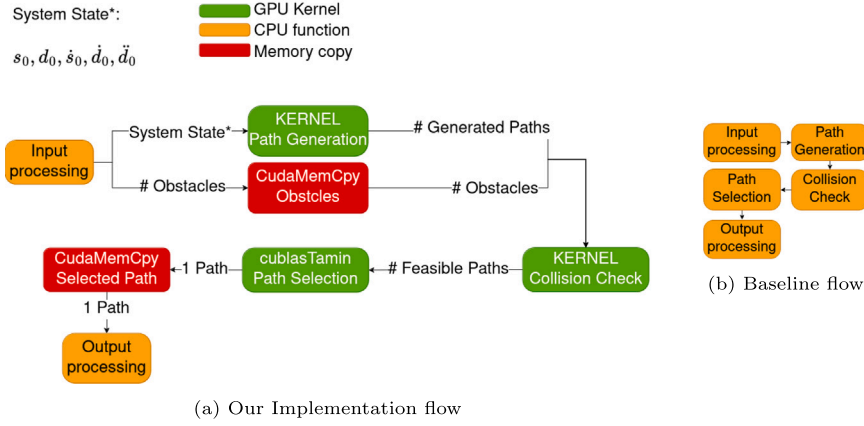 System State*:
s₀, d₀, ṡ₀, ḋ₀, d̈₀
GPU Kernel
CPU function
Memory copy
Input
processing
System State*
KERNEL
Path Generation
# Generated Paths
# Obstacles
CudaMemCpy
Obstcles
# Obstacles
KERNEL
Collision Check
# Feasible Paths
cublasTamin
Path Selection
1 Path
CudaMemCpy
Selected Path
1 Path
Output
processing
(a) Our Implementation flow
Input
processing
Path
Generation
Collision
Check
Path
Selection
Output
processing
(b) Baseline flow